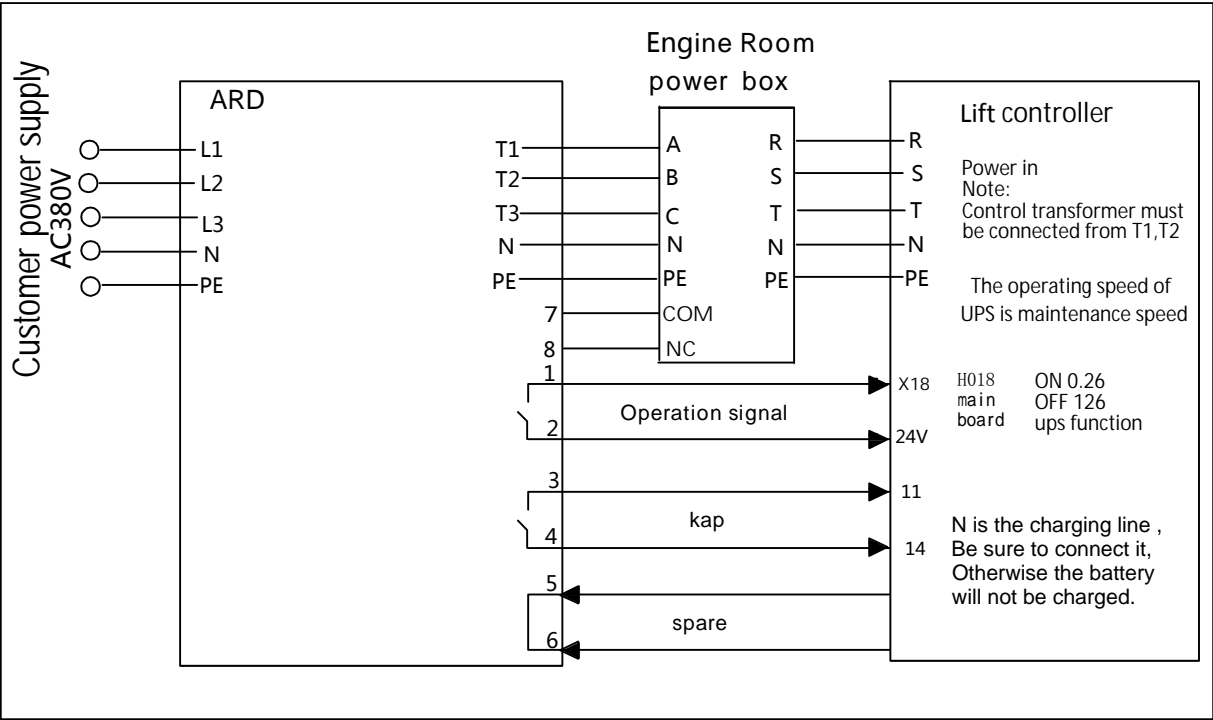 Customer power supply
AC380V
L1
L2
L3
N
PE
ARD
T1
T2
T3
N
PE
7
8
1
2
3
4
5
6
Engine Room
power box
A
B
C
N
PE
COM
NC
R
S
T
N
PE
Operation signal
kap
spare
Lift controller
R
S
T
N
PE
Power in
Note:
Control transformer must
be connected from T1,T2
The operating speed of
UPS is maintenance speed
X18
24V
H018
main
board
ON 0.26
OFF 126
ups function
11
14
N is the charging line ,
Be sure to connect it,
Otherwise the battery
will not be charged.